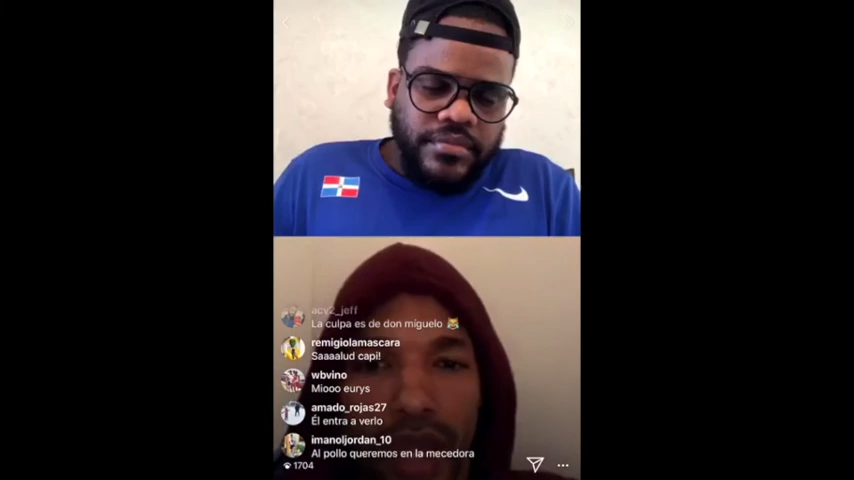 acv2_jeff
La culpa es de don miguelo
remigiolamascara
Saaaalud capi!
wbvino
Miooo eurys
amado_rojas27
Él entra a verlo
imanoljordan_10
Al pollo queremos en la mecedora
1704